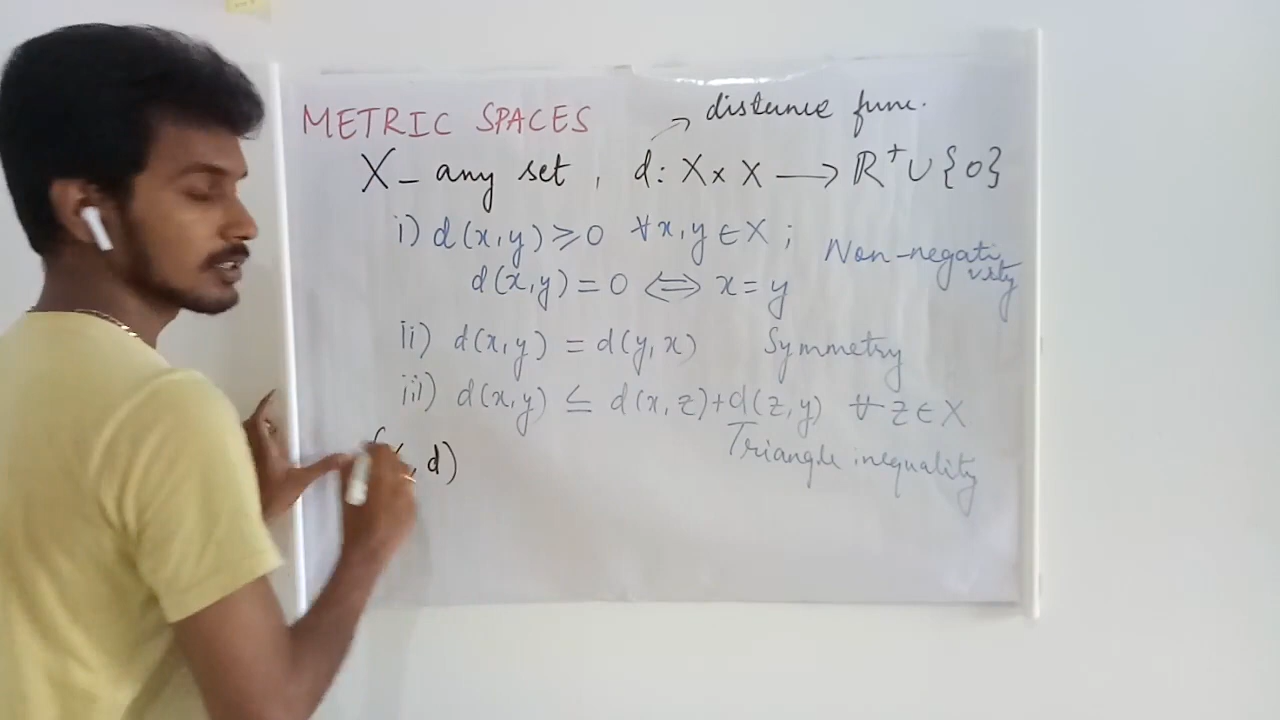 METRIC SPACES
distance func.
X - any set , d: X × X ⟶ ℝ⁺ ∪ {0}
i) d(x,y) ⩾ 0 ∀ x,y ∈ X ;
Non-negativity
d(x,y) = 0 ⟺ x = y
ii) d(x,y) = d(y,x) Symmetry
iii) d(x,y) ≤ d(x,z)+d(z,y) ∀ z ∈ X
Triangle inequality
, d)